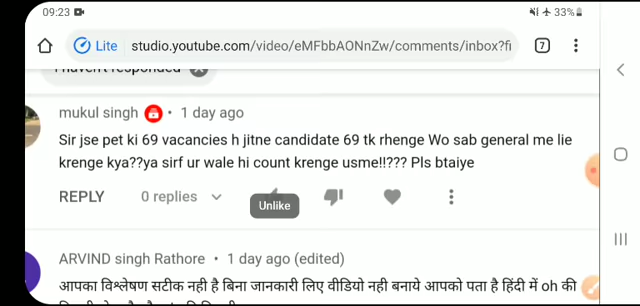 09:23 33%
Lite studio.youtube.com/video/eMFbbAONnZw/comments/inbox?fi 7
I haven't responded
mukul singh • 1 day ago
Sir jse pet ki 69 vacancies h jitne candidate 69 tk rhenge Wo sab general me lie
krenge kya??ya sirf ur wale hi count krenge usme!!??? Pls btaiye
REPLY 0 replies
Unlike
ARVIND singh Rathore • 1 day ago (edited)
आपका विश्लेषण सटीक नही है बिना जानकारी लिए वीडियो नही बनाये आपको पता है हिंदी में oh की